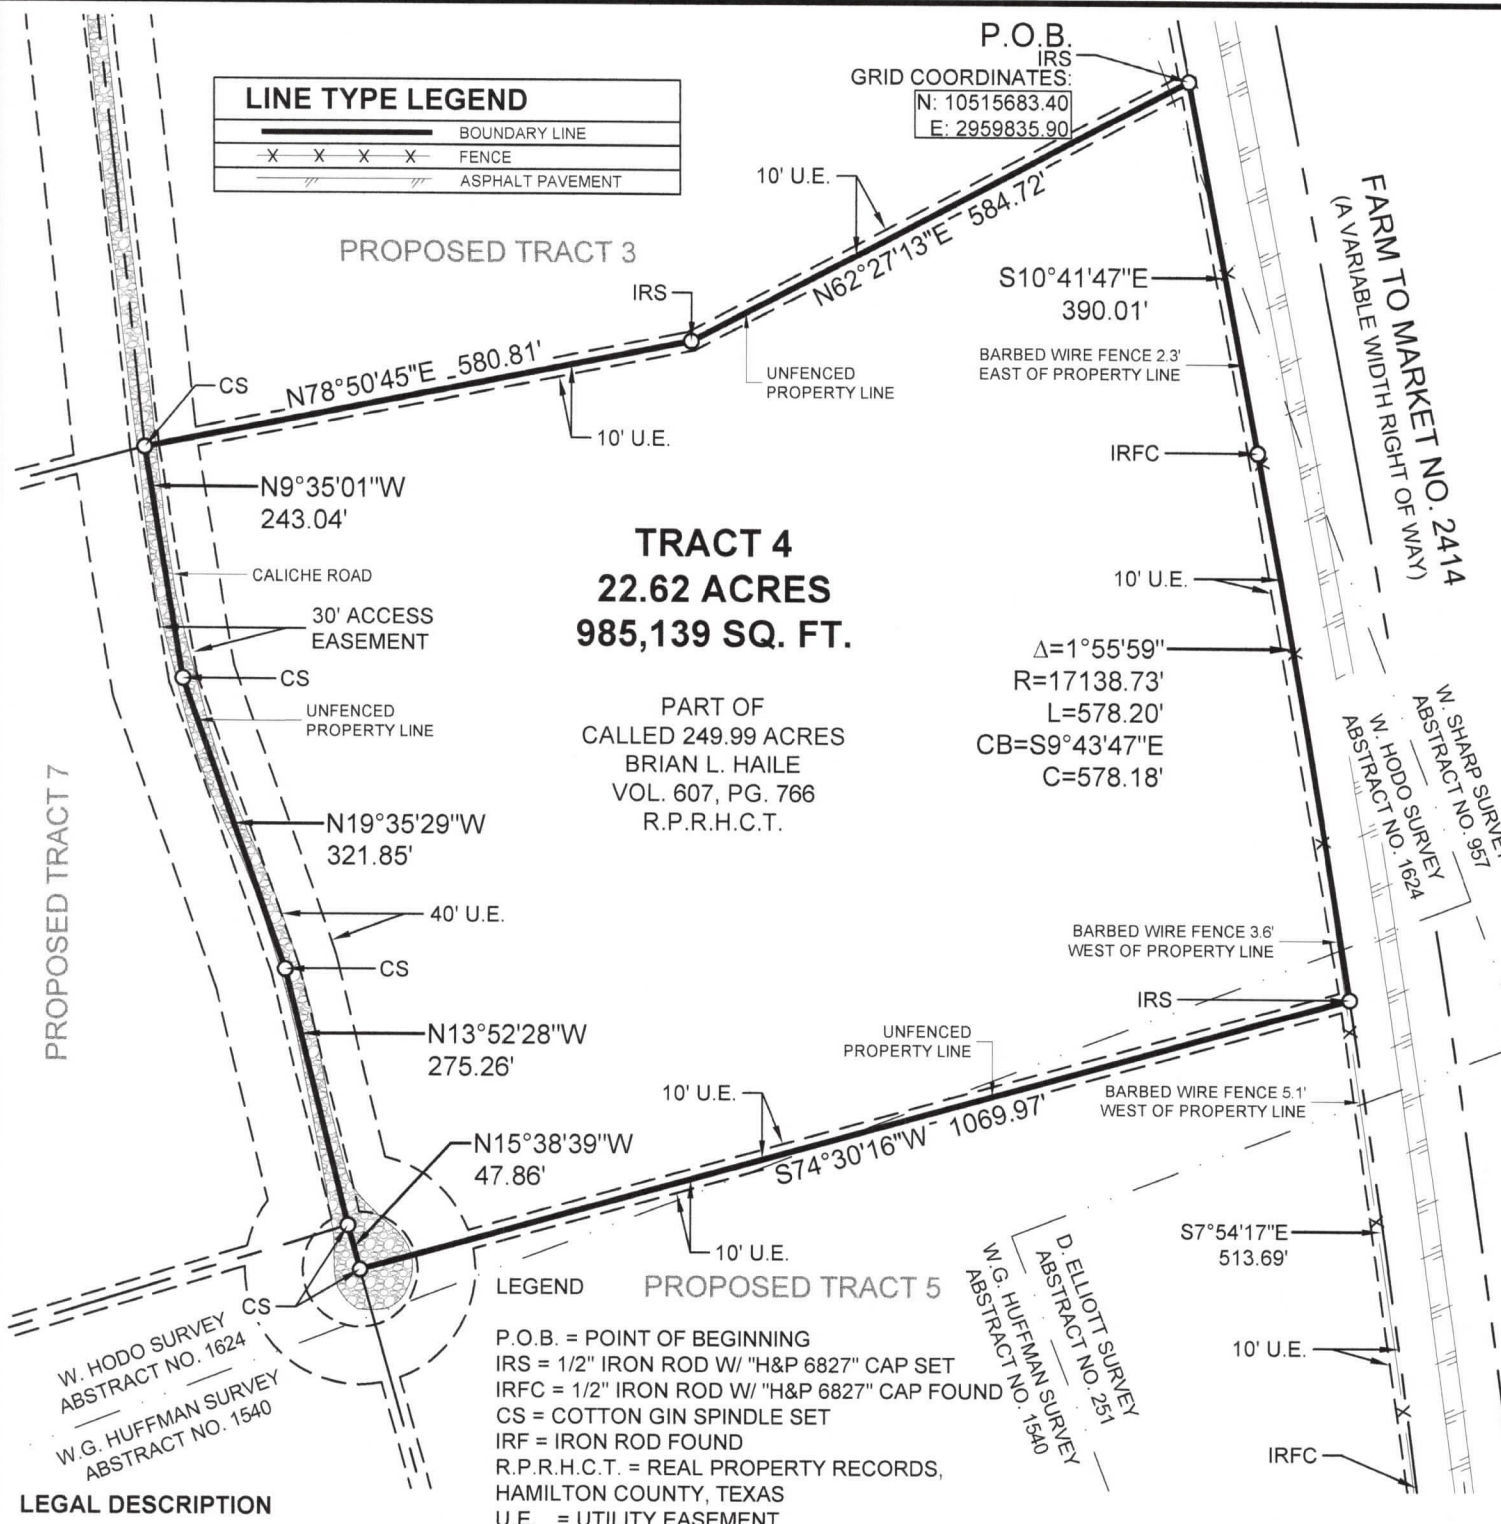 P.O.B.
IRS
GRID COORDINATES:
N: 10515683.40
E: 2959835.90
LINE TYPE LEGEND
BOUNDARY LINE
FENCE
ASPHALT PAVEMENT
10' U.E.
N62°27'13"E 584.72'
PROPOSED TRACT 3
IRS
S10°41'47"E
390.01'
FARM TO MARKET NO. 2414
(A VARIABLE WIDTH RIGHT OF WAY)
BARBED WIRE FENCE 2.3'
EAST OF PROPERTY LINE
UNFENCED
PROPERTY LINE
N78°50'45"E 580.81'
CS
10' U.E.
IRFC
N9°35'01"W
243.04'
CALICHE ROAD
30' ACCESS
EASEMENT
TRACT 4
22.62 ACRES
985,139 SQ. FT.
10' U.E.
Δ=1°55'59"
R=17138.73'
L=578.20'
CB=S9°43'47"E
C=578.18'
CS
UNFENCED
PROPERTY LINE
PART OF
CALLED 249.99 ACRES
BRIAN L. HAILE
VOL. 607, PG. 766
R.P.R.H.C.T.
W. SHARP SURVEY
ABSTRACT NO. 957
W. HODO SURVEY
ABSTRACT NO. 1624
PROPOSED TRACT 7
N19°35'29"W
321.85'
40' U.E.
CS
BARBED WIRE FENCE 3.6'
WEST OF PROPERTY LINE
IRS
N13°52'28"W
275.26'
UNFENCED
PROPERTY LINE
10' U.E.
S74°30'16"W 1069.97'
BARBED WIRE FENCE 5.1'
WEST OF PROPERTY LINE
N15°38'39"W
47.86'
10' U.E.
S7°54'17"E
513.69'
PROPOSED TRACT 5
CS
W. HODO SURVEY
ABSTRACT NO. 1624
W.G. HUFFMAN SURVEY
ABSTRACT NO. 1540
D. ELLIOTT SURVEY
ABSTRACT NO. 251
W.G. HUFFMAN SURVEY
ABSTRACT NO. 1540
10' U.E.
IRFC
LEGEND
P.O.B. = POINT OF BEGINNING
IRS = 1/2" IRON ROD W/ "H&P 6827" CAP SET
IRFC = 1/2" IRON ROD W/ "H&P 6827" CAP FOUND
CS = COTTON GIN SPINDLE SET
IRF = IRON ROD FOUND
R.P.R.H.C.T. = REAL PROPERTY RECORDS,
HAMILTON COUNTY, TEXAS
U.E. = UTILITY EASEMENT
LEGAL DESCRIPTION